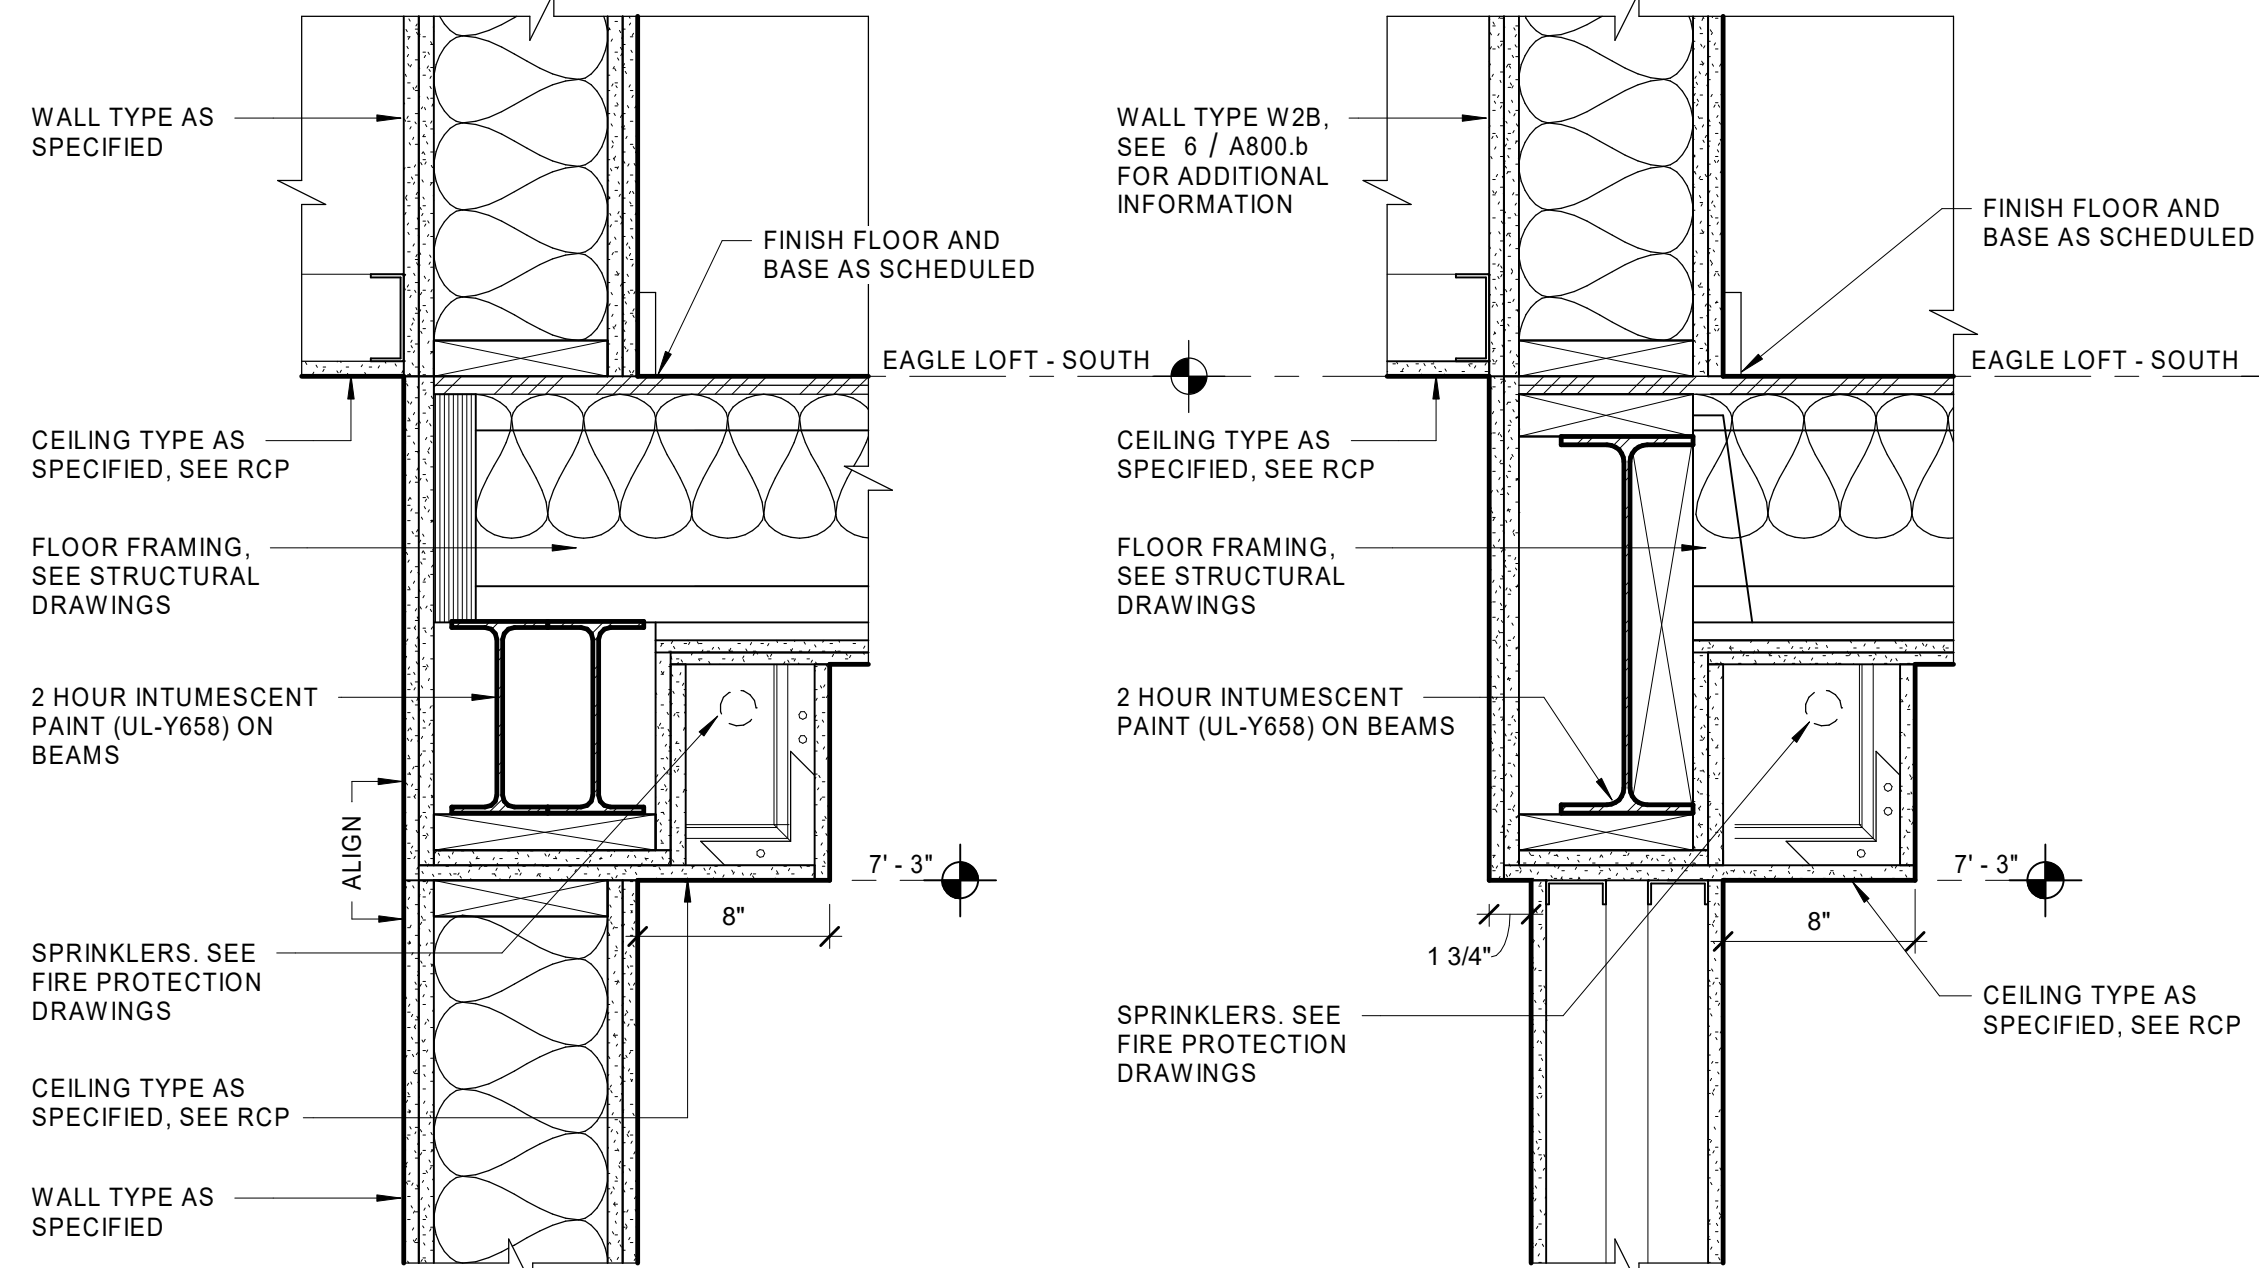 WALL TYPE AS
SPECIFIED
FINISH FLOOR AND
BASE AS SCHEDULED
EAGLE LOFT - SOUTH
CEILING TYPE AS
SPECIFIED, SEE RCP
FLOOR FRAMING,
SEE STRUCTURAL
DRAWINGS
2 HOUR INTUMESCENT
PAINT (UL-Y658) ON
BEAMS
ALIGN
7' - 3"
8"
SPRINKLERS. SEE
FIRE PROTECTION
DRAWINGS
CEILING TYPE AS
SPECIFIED, SEE RCP
WALL TYPE AS
SPECIFIED
WALL TYPE W2B,
SEE 6 / A800.b
FOR ADDITIONAL
INFORMATION
FINISH FLOOR AND
BASE AS SCHEDULED
EAGLE LOFT - SOUTH
CEILING TYPE AS
SPECIFIED, SEE RCP
FLOOR FRAMING,
SEE STRUCTURAL
DRAWINGS
2 HOUR INTUMESCENT
PAINT (UL-Y658) ON BEAMS
7' - 3"
8"
1 3/4"
SPRINKLERS. SEE
FIRE PROTECTION
DRAWINGS
CEILING TYPE AS
SPECIFIED, SEE RCP